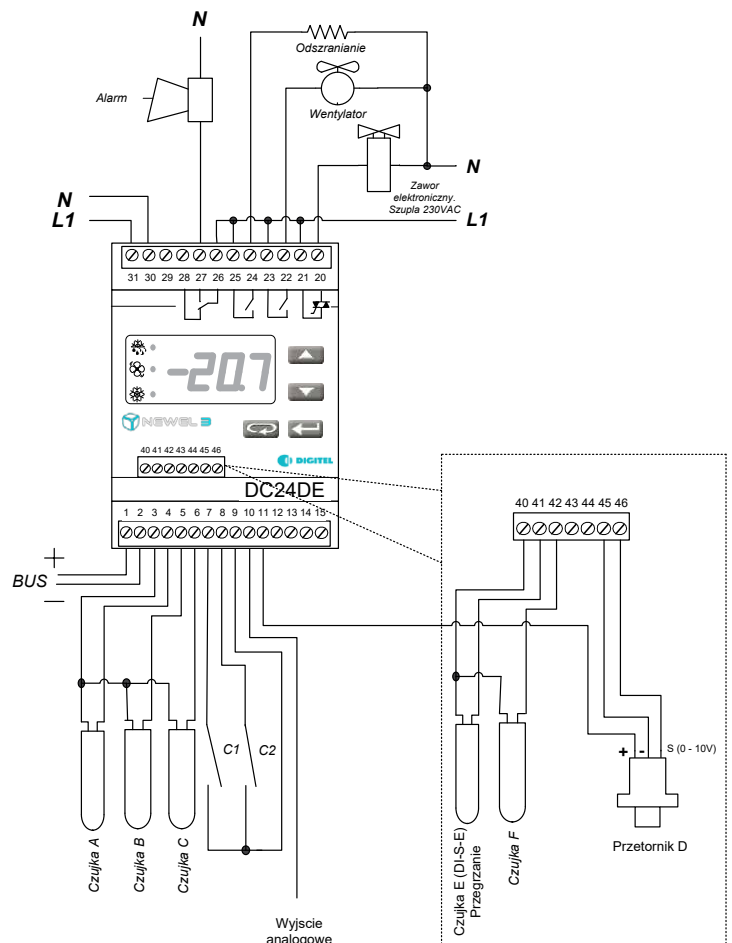 N
Odszranianie
Alarm
Wentylator
N
Zawor
elektroniczny.
Szupla 230VAC
N
L1
L1
31 30 29 28 27 26 25 24 23 22 21 20
-20.7
NEWEL 3
40 41 42 43 44 45 46
DIGITEL
DC24DE
1 2 3 4 5 6 7 8 9 10 11 12 13 14 15
40 41 42 43 44 45 46
+
BUS
—
C1
C2
+ - S (0 - 10V)
Czujka A
Czujka B
Czujka C
Czujka E (DI-S-E)
Przegrzanie
Czujka F
Przetornik D
Wyjscie
analogowe